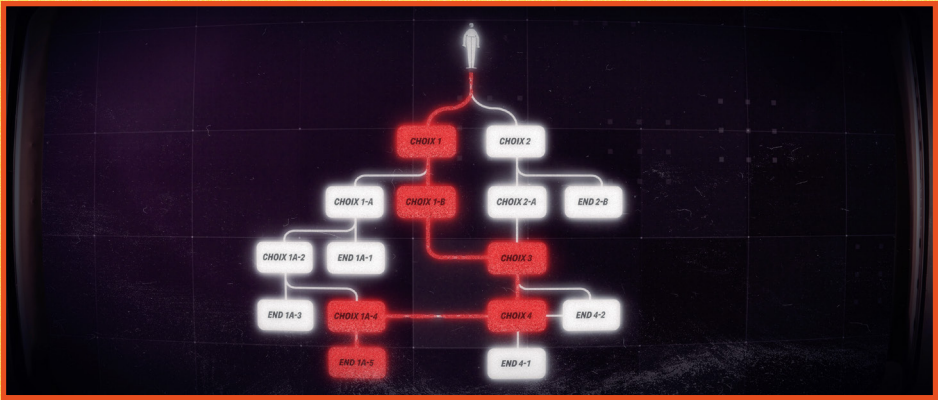 CHOIX 1
CHOIX 2
CHOIX 1-A
CHOIX 1-B
CHOIX 2-A
END 2-B
CHOIX 1A-2
END 1A-1
CHOIX 3
END 1A-3
CHOIX 1A-4
CHOIX 4
END 4-2
END 1A-5
END 4-1